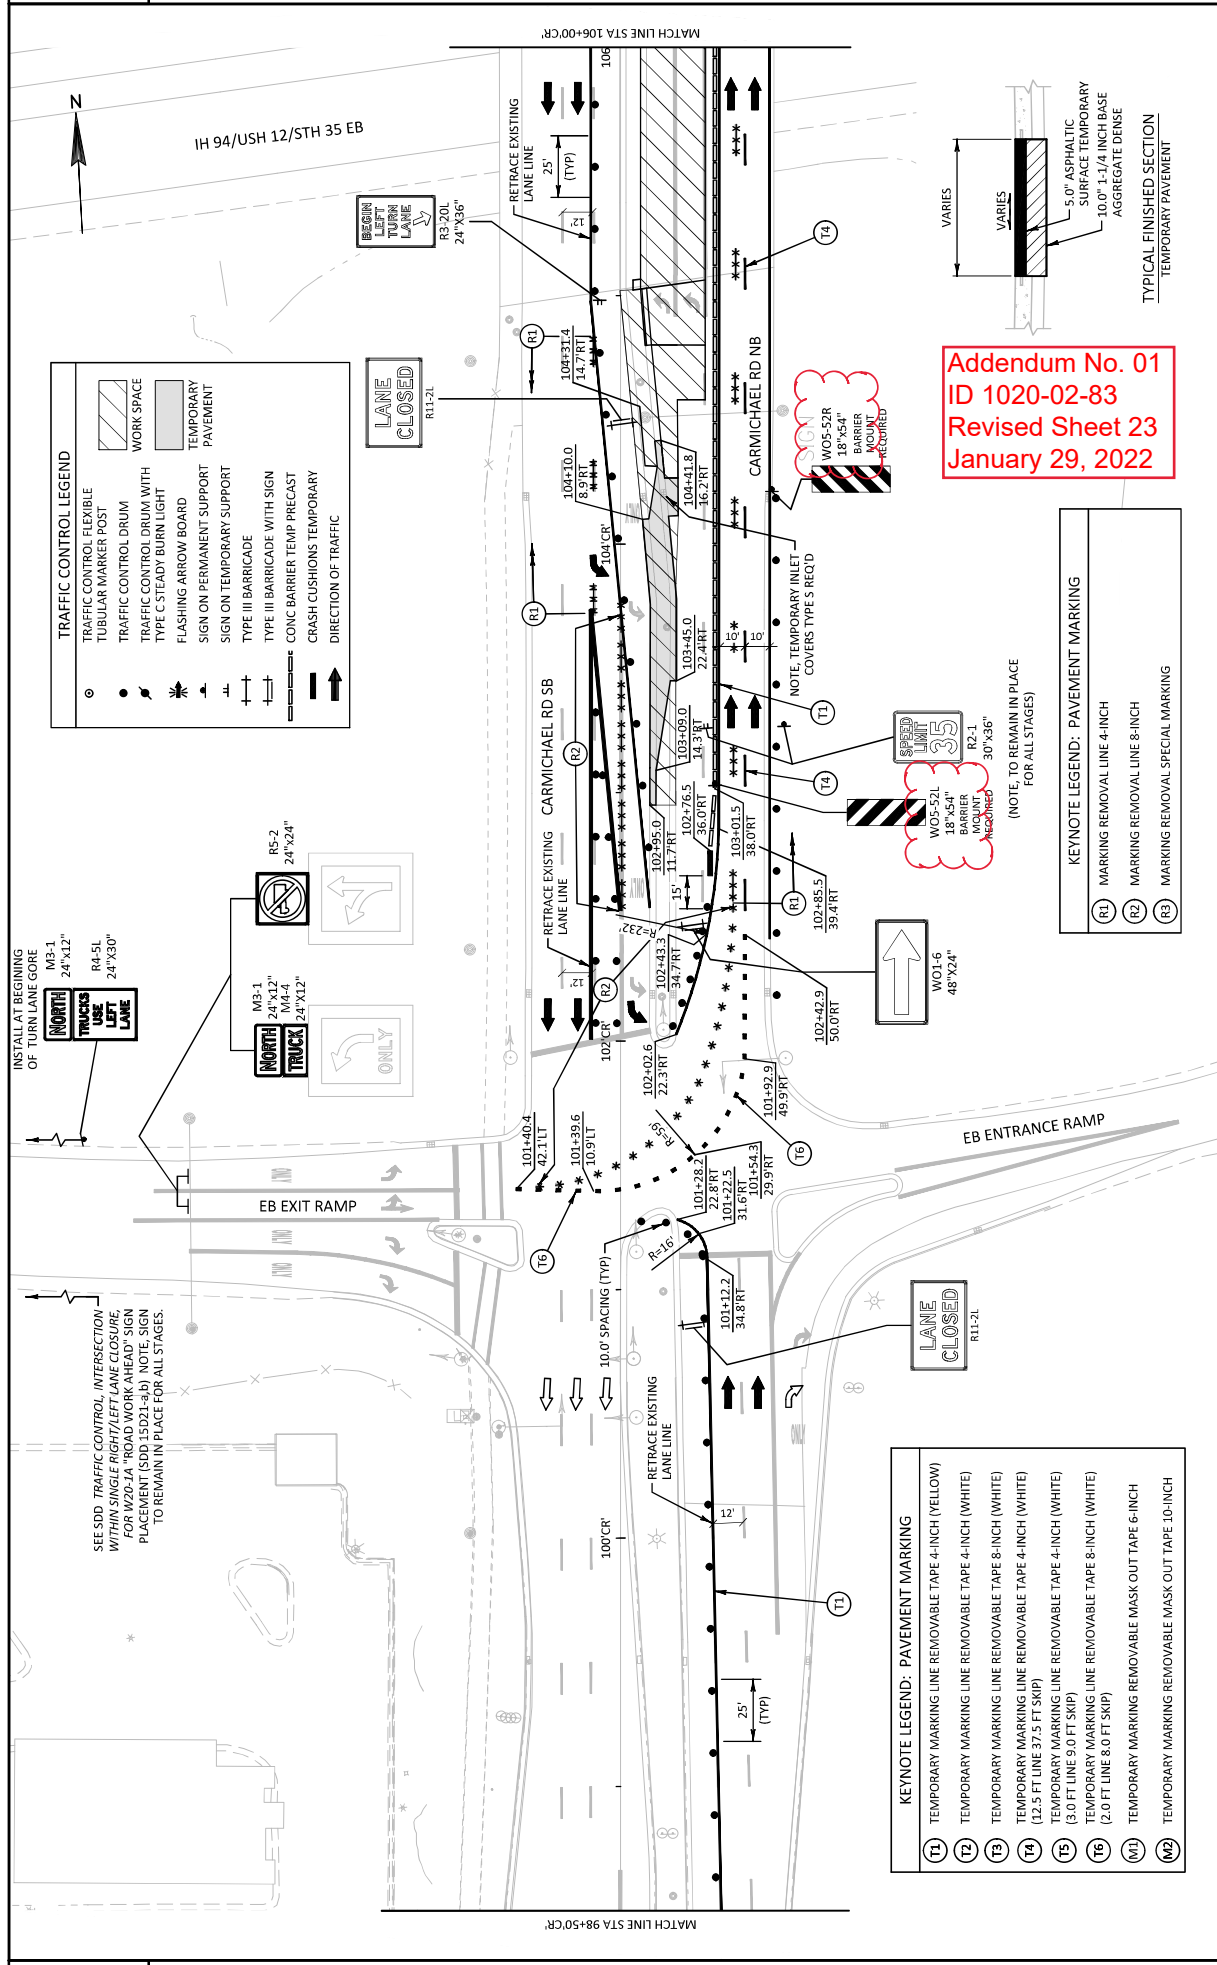 MATCH LINE STA 106+00'CR'
N
IH 94/USH 12/STH 35 EB
TRAFFIC CONTROL LEGEND
TRAFFIC CONTROL FLEXIBLE
TUBULAR MARKER POST
TRAFFIC CONTROL DRUM
TRAFFIC CONTROL DRUM WITH
TYPE C STEADY BURN LIGHT
FLASHING ARROW BOARD
SIGN ON PERMANENT SUPPORT
SIGN ON TEMPORARY SUPPORT
TYPE III BARRICADE
TYPE III BARRICADE WITH SIGN
CONC BARRIER TEMP PRECAST
CRASH CUSHIONS TEMPORARY
DIRECTION OF TRAFFIC
WORK SPACE
TEMPORARY
PAVEMENT
BEGIN
LEFT
TURN
LANE
R3-20L
24"X36"
LANE
CLOSED
R11-2L
RETRACE EXISTING
LANE LINE
25'
(TYP)
12'
106
R1
104+31.4
14.7'RT
104+10.0
8.9'RT
R1
104'CR'
104+41.8
16.2'RT
CARMICHAEL RD NB
T4
VARIES
VARIES
5.0" ASPHALTIC
SURFACE TEMPORARY
10.0" 1-1/4 INCH BASE
AGGREGATE DENSE
TYPICAL FINISHED SECTION
TEMPORARY PAVEMENT
Addendum No. 01
ID 1020-02-83
Revised Sheet 23
January 29, 2022
SIGN
WO5-52R
18"x54"
BARRIER
MOUNT
REQUIRED
NOTE, TEMPORARY INLET
COVERS TYPE S REQ'D
ONLY
10'
10'
103+45.0
22.4'RT
103+09.0
14.3'RT
T1
T4
SPEED
LIMIT
35
R2-1
30"x36"
(NOTE, TO REMAIN IN PLACE
FOR ALL STAGES)
WO5-52L
18"x54"
BARRIER
MOUNT
REQUIRED
KEYNOTE LEGEND: PAVEMENT MARKING
R1 MARKING REMOVAL LINE 4-INCH
R2 MARKING REMOVAL LINE 8-INCH
R3 MARKING REMOVAL SPECIAL MARKING
CARMICHAEL RD SB
R2
RETRACE EXISTING
LANE LINE
12'
102+95.0
11.7'RT
102+76.5
36.0'RT
103+01.5
38.0'RT
15'
ONLY
R=232'
R1
102+85.5
39.4'RT
102+43.3
34.7'RT
R2
102'CR'
102+02.6
22.3'RT
102+42.9
50.0'RT
WO1-6
48"X24"
101+92.9
49.9'RT
T6
R5-2
24"x24"
M3-1
24"x12"
M4-4
24"X12"
NORTH
TRUCK
ONLY
INSTALL AT BEGINING
OF TURN LANE GORE
M3-1
24"x12"
R4-5L
24"X30"
NORTH
TRUCKS
USE
LEFT
LANE
EB EXIT RAMP
ONLY
ONLY
ONLY
EB ENTRANCE RAMP
101+40.4
42.1'LT
101+39.6
10.9'LT
R=59'
101+28.2
22.8'RT
101+22.5
31.6'RT
101+54.3
29.9'RT
T6
R=16'
101+12.2
34.8'RT
10.0' SPACING (TYP)
LANE
CLOSED
R11-2L
SEE SDD TRAFFIC CONTROL, INTERSECTION
WITHIN SINGLE RIGHT/LEFT LANE CLOSURE,
FOR W20-1A "ROAD WORK AHEAD" SIGN
PLACEMENT (SDD 15D21-a,b) NOTE, SIGN
TO REMAIN IN PLACE FOR ALL STAGES.
RETRACE EXISTING
LANE LINE
12'
ONLY
100'CR'
T1
25'
(TYP)
KEYNOTE LEGEND: PAVEMENT MARKING
T1 TEMPORARY MARKING LINE REMOVABLE TAPE 4-INCH (YELLOW)
T2 TEMPORARY MARKING LINE REMOVABLE TAPE 4-INCH (WHITE)
T3 TEMPORARY MARKING LINE REMOVABLE TAPE 8-INCH (WHITE)
T4 TEMPORARY MARKING LINE REMOVABLE TAPE 4-INCH (WHITE)
(12.5 FT LINE 37.5 FT SKIP)
T5 TEMPORARY MARKING LINE REMOVABLE TAPE 4-INCH (WHITE)
(3.0 FT LINE 9.0 FT SKIP)
T6 TEMPORARY MARKING LINE REMOVABLE TAPE 8-INCH (WHITE)
(2.0 FT LINE 8.0 FT SKIP)
M1 TEMPORARY MARKING REMOVABLE MASK OUT TAPE 6-INCH
M2 TEMPORARY MARKING REMOVABLE MASK OUT TAPE 10-INCH
MATCH LINE STA 98+50'CR'